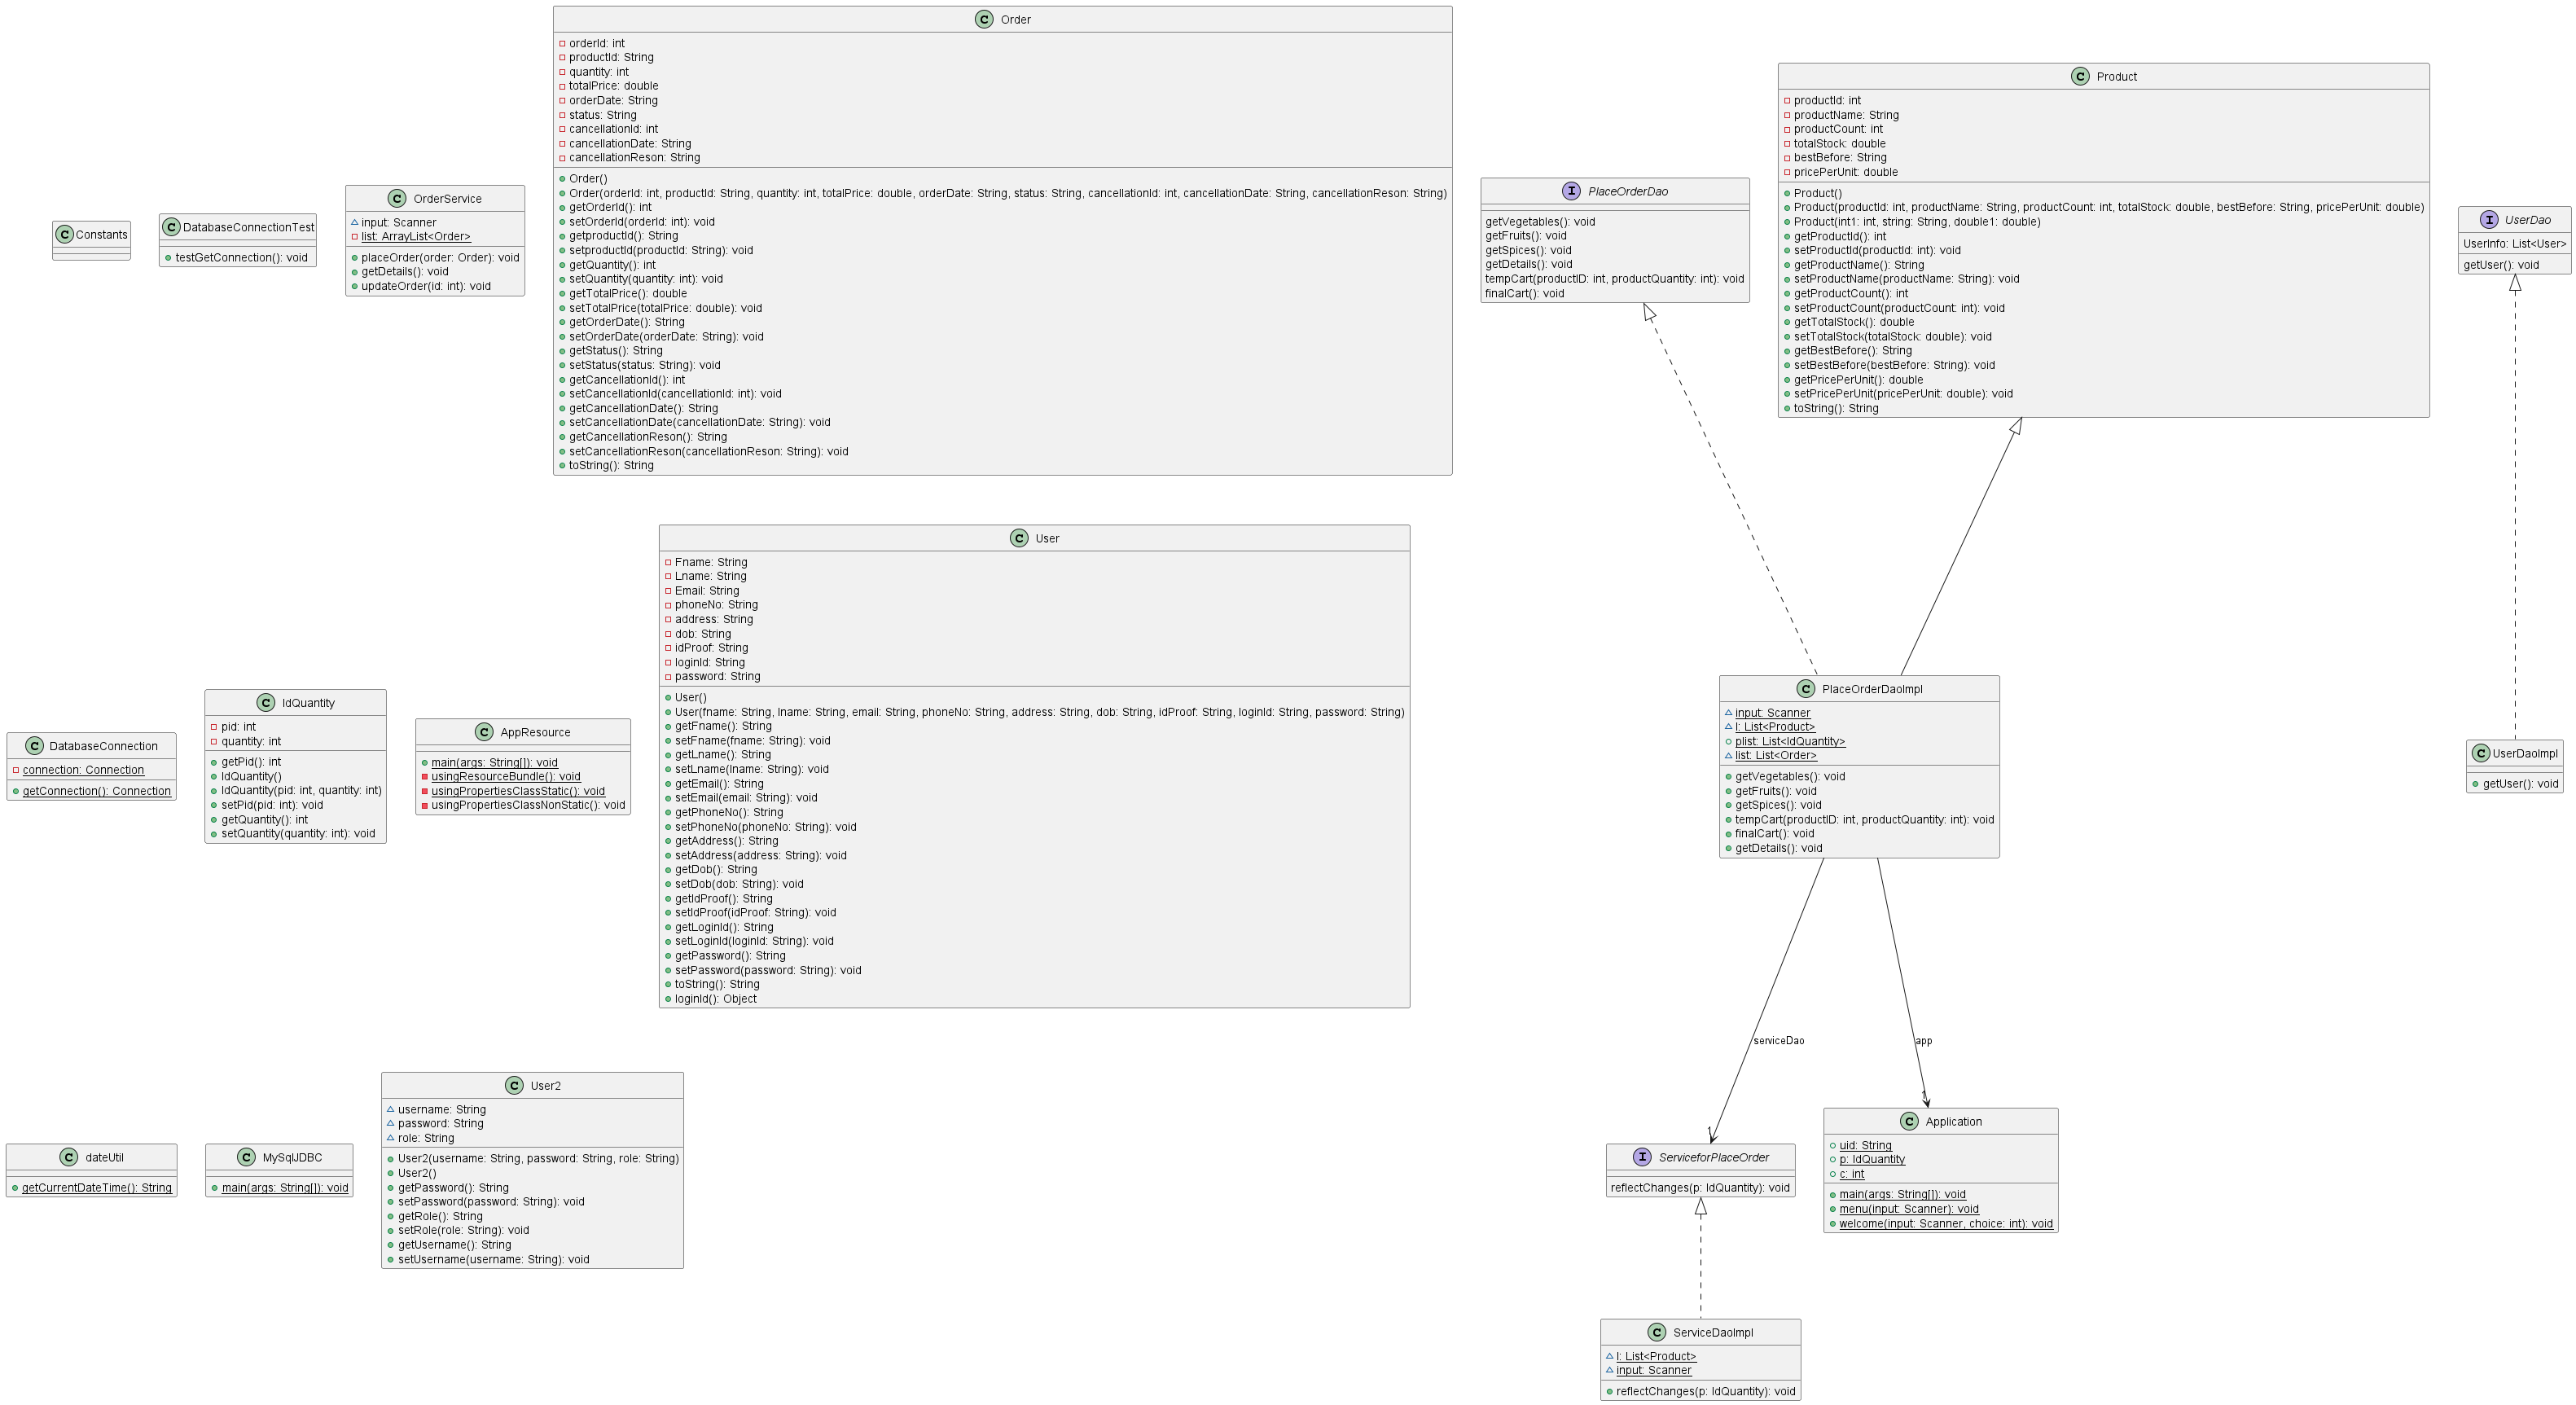 Constants
DatabaseConnectionTest
testGetConnection(): void
OrderService
input: Scanner
list: ArrayList<Order>
placeOrder(order: Order): void
getDetails(): void
updateOrder(id: int): void
Order
orderId: int
productId: String
quantity: int
totalPrice: double
orderDate: String
status: String
cancellationId: int
cancellationDate: String
cancellationReson: String
Order()
Order(orderId: int, productId: String, quantity: int, totalPrice: double, orderDate: String, status: String, cancellationId: int, cancellationDate: String, cancellationReson: String)
getOrderId(): int
setOrderId(orderId: int): void
getproductId(): String
setproductId(productId: String): void
getQuantity(): int
setQuantity(quantity: int): void
getTotalPrice(): double
setTotalPrice(totalPrice: double): void
getOrderDate(): String
setOrderDate(orderDate: String): void
getStatus(): String
setStatus(status: String): void
getCancellationId(): int
setCancellationId(cancellationId: int): void
getCancellationDate(): String
setCancellationDate(cancellationDate: String): void
getCancellationReson(): String
setCancellationReson(cancellationReson: String): void
toString(): String
PlaceOrderDao
getVegetables(): void
getFruits(): void
getSpices(): void
getDetails(): void
tempCart(productID: int, productQuantity: int): void
finalCart(): void
Product
productId: int
productName: String
productCount: int
totalStock: double
bestBefore: String
pricePerUnit: double
Product()
Product(productId: int, productName: String, productCount: int, totalStock: double, bestBefore: String, pricePerUnit: double)
Product(int1: int, string: String, double1: double)
getProductId(): int
setProductId(productId: int): void
getProductName(): String
setProductName(productName: String): void
getProductCount(): int
setProductCount(productCount: int): void
getTotalStock(): double
setTotalStock(totalStock: double): void
getBestBefore(): String
setBestBefore(bestBefore: String): void
getPricePerUnit(): double
setPricePerUnit(pricePerUnit: double): void
toString(): String
UserDao
UserInfo: List<User>
getUser(): void
DatabaseConnection
connection: Connection
getConnection(): Connection
IdQuantity
pid: int
quantity: int
getPid(): int
IdQuantity()
IdQuantity(pid: int, quantity: int)
setPid(pid: int): void
getQuantity(): int
setQuantity(quantity: int): void
AppResource
main(args: String[]): void
usingResourceBundle(): void
usingPropertiesClassStatic(): void
usingPropertiesClassNonStatic(): void
User
Fname: String
Lname: String
Email: String
phoneNo: String
address: String
dob: String
idProof: String
loginId: String
password: String
User()
User(fname: String, lname: String, email: String, phoneNo: String, address: String, dob: String, idProof: String, loginId: String, password: String)
getFname(): String
setFname(fname: String): void
getLname(): String
setLname(lname: String): void
getEmail(): String
setEmail(email: String): void
getPhoneNo(): String
setPhoneNo(phoneNo: String): void
getAddress(): String
setAddress(address: String): void
getDob(): String
setDob(dob: String): void
getIdProof(): String
setIdProof(idProof: String): void
getLoginId(): String
setLoginId(loginId: String): void
getPassword(): String
setPassword(password: String): void
toString(): String
loginId(): Object
PlaceOrderDaoImpl
input: Scanner
l: List<Product>
plist: List<IdQuantity>
list: List<Order>
getVegetables(): void
getFruits(): void
getSpices(): void
tempCart(productID: int, productQuantity: int): void
finalCart(): void
getDetails(): void
UserDaoImpl
getUser(): void
serviceDao
app
1
1
dateUtil
getCurrentDateTime(): String
MySqlJDBC
main(args: String[]): void
User2
username: String
password: String
role: String
User2(username: String, password: String, role: String)
User2()
getPassword(): String
setPassword(password: String): void
getRole(): String
setRole(role: String): void
getUsername(): String
setUsername(username: String): void
ServiceforPlaceOrder
reflectChanges(p: IdQuantity): void
Application
uid: String
p: IdQuantity
c: int
main(args: String[]): void
menu(input: Scanner): void
welcome(input: Scanner, choice: int): void
ServiceDaoImpl
l: List<Product>
input: Scanner
reflectChanges(p: IdQuantity): void